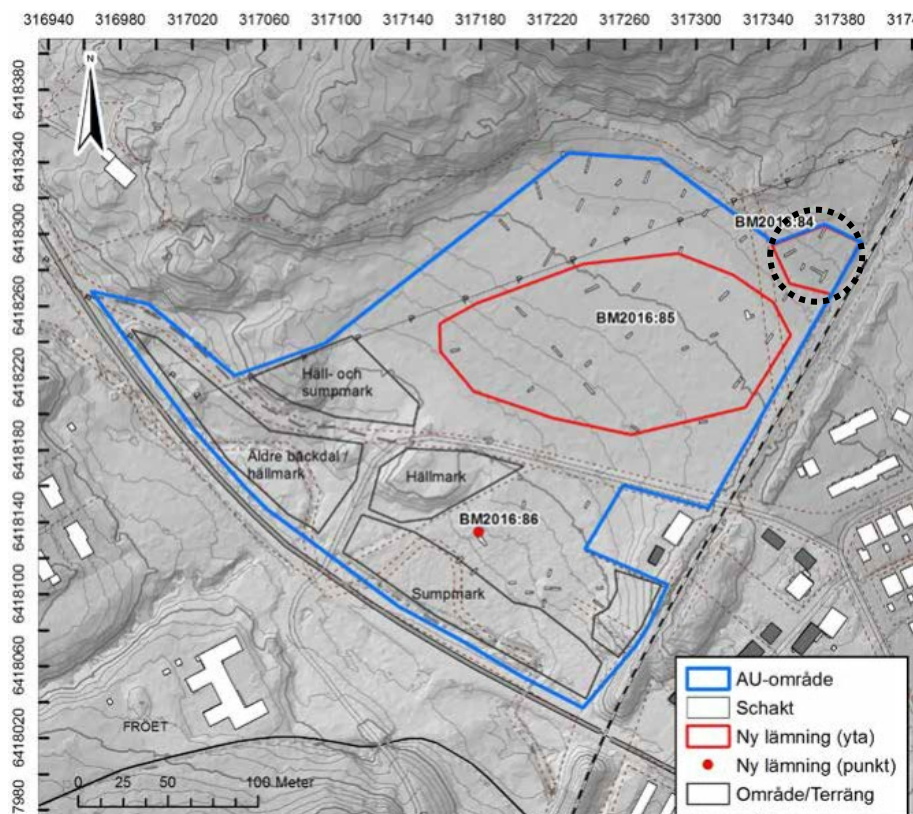 316940 316980 317020 317060 317100 317140 317180 317220 317260 317300 317340 317380
6418380
6418340
6418300
6418260
6418220
6418180
6418140
6418100
6418060
6418020
N
BM2016:84
BM2016:85
Häll- och
sumpmark
Äldre bäckdal /
hällmark
Hällmark
BM2016:86
Sumpmark
FRÖET
0 25 50 100 Meter
AU-område
Schakt
Ny lämning (yta)
Ny lämning (punkt)
Område/Terräng